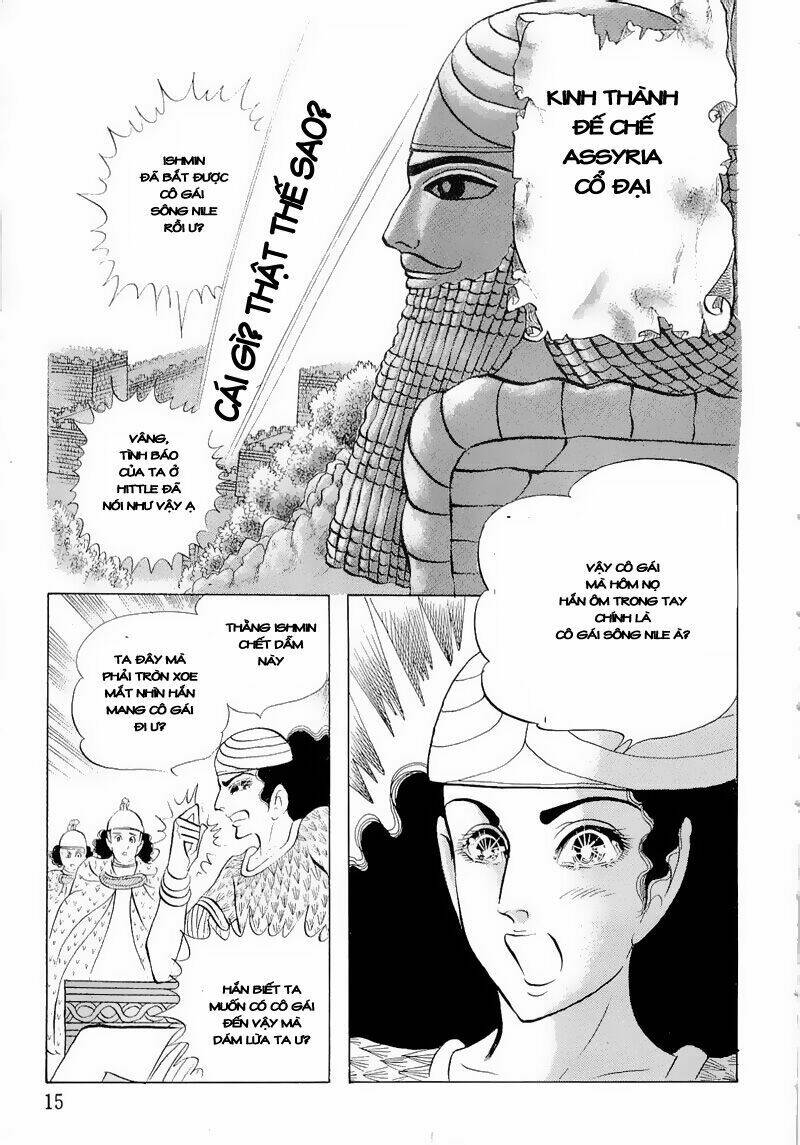 KINH THÀNH
ĐẾ CHẾ
ASSYRIA
CỔ ĐẠI
CÁI GÌ? THẬT THẾ SAO?
ISHMIN
ĐÃ BẮT ĐƯỢC
CÔ GÁI
SÔNG NILE
RỒI Ư?
VÂNG,
TÌNH BÁO
CỦA TA Ở
HITTLE ĐÃ
NÓI NHƯ VẬY Ạ
VẬY CÔ GÁI
MÀ HÔM NỌ
HẮN ÔM TRONG TAY
CHÍNH LÀ
CÔ GÁI SÔNG NILE À?
THẰNG ISHMIN
CHẾT DẪM
NÀY
TA ĐÂY MÀ
PHẢI TRÒN XOE
MẮT NHÌN HẮN
MANG CÔ GÁI
ĐI Ư?
HẮN BIẾT TA
MUỐN CÓ CÔ GÁI
ĐẾN VẬY MÀ
DÁM LỪA TA Ư?
15